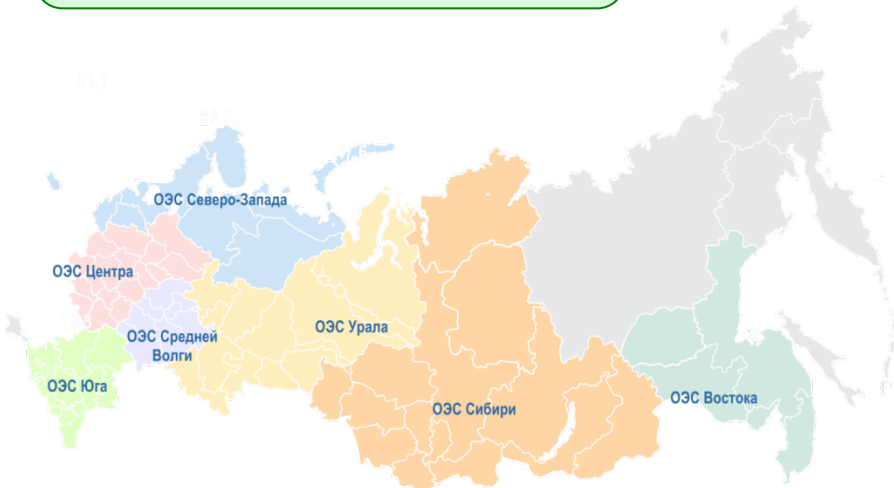 ОЭС Северо-Запада
ОЭС Центра
ОЭС Средней
Волги
ОЭС Урала
ОЭС Юга
ОЭС Сибири
ОЭС Востока